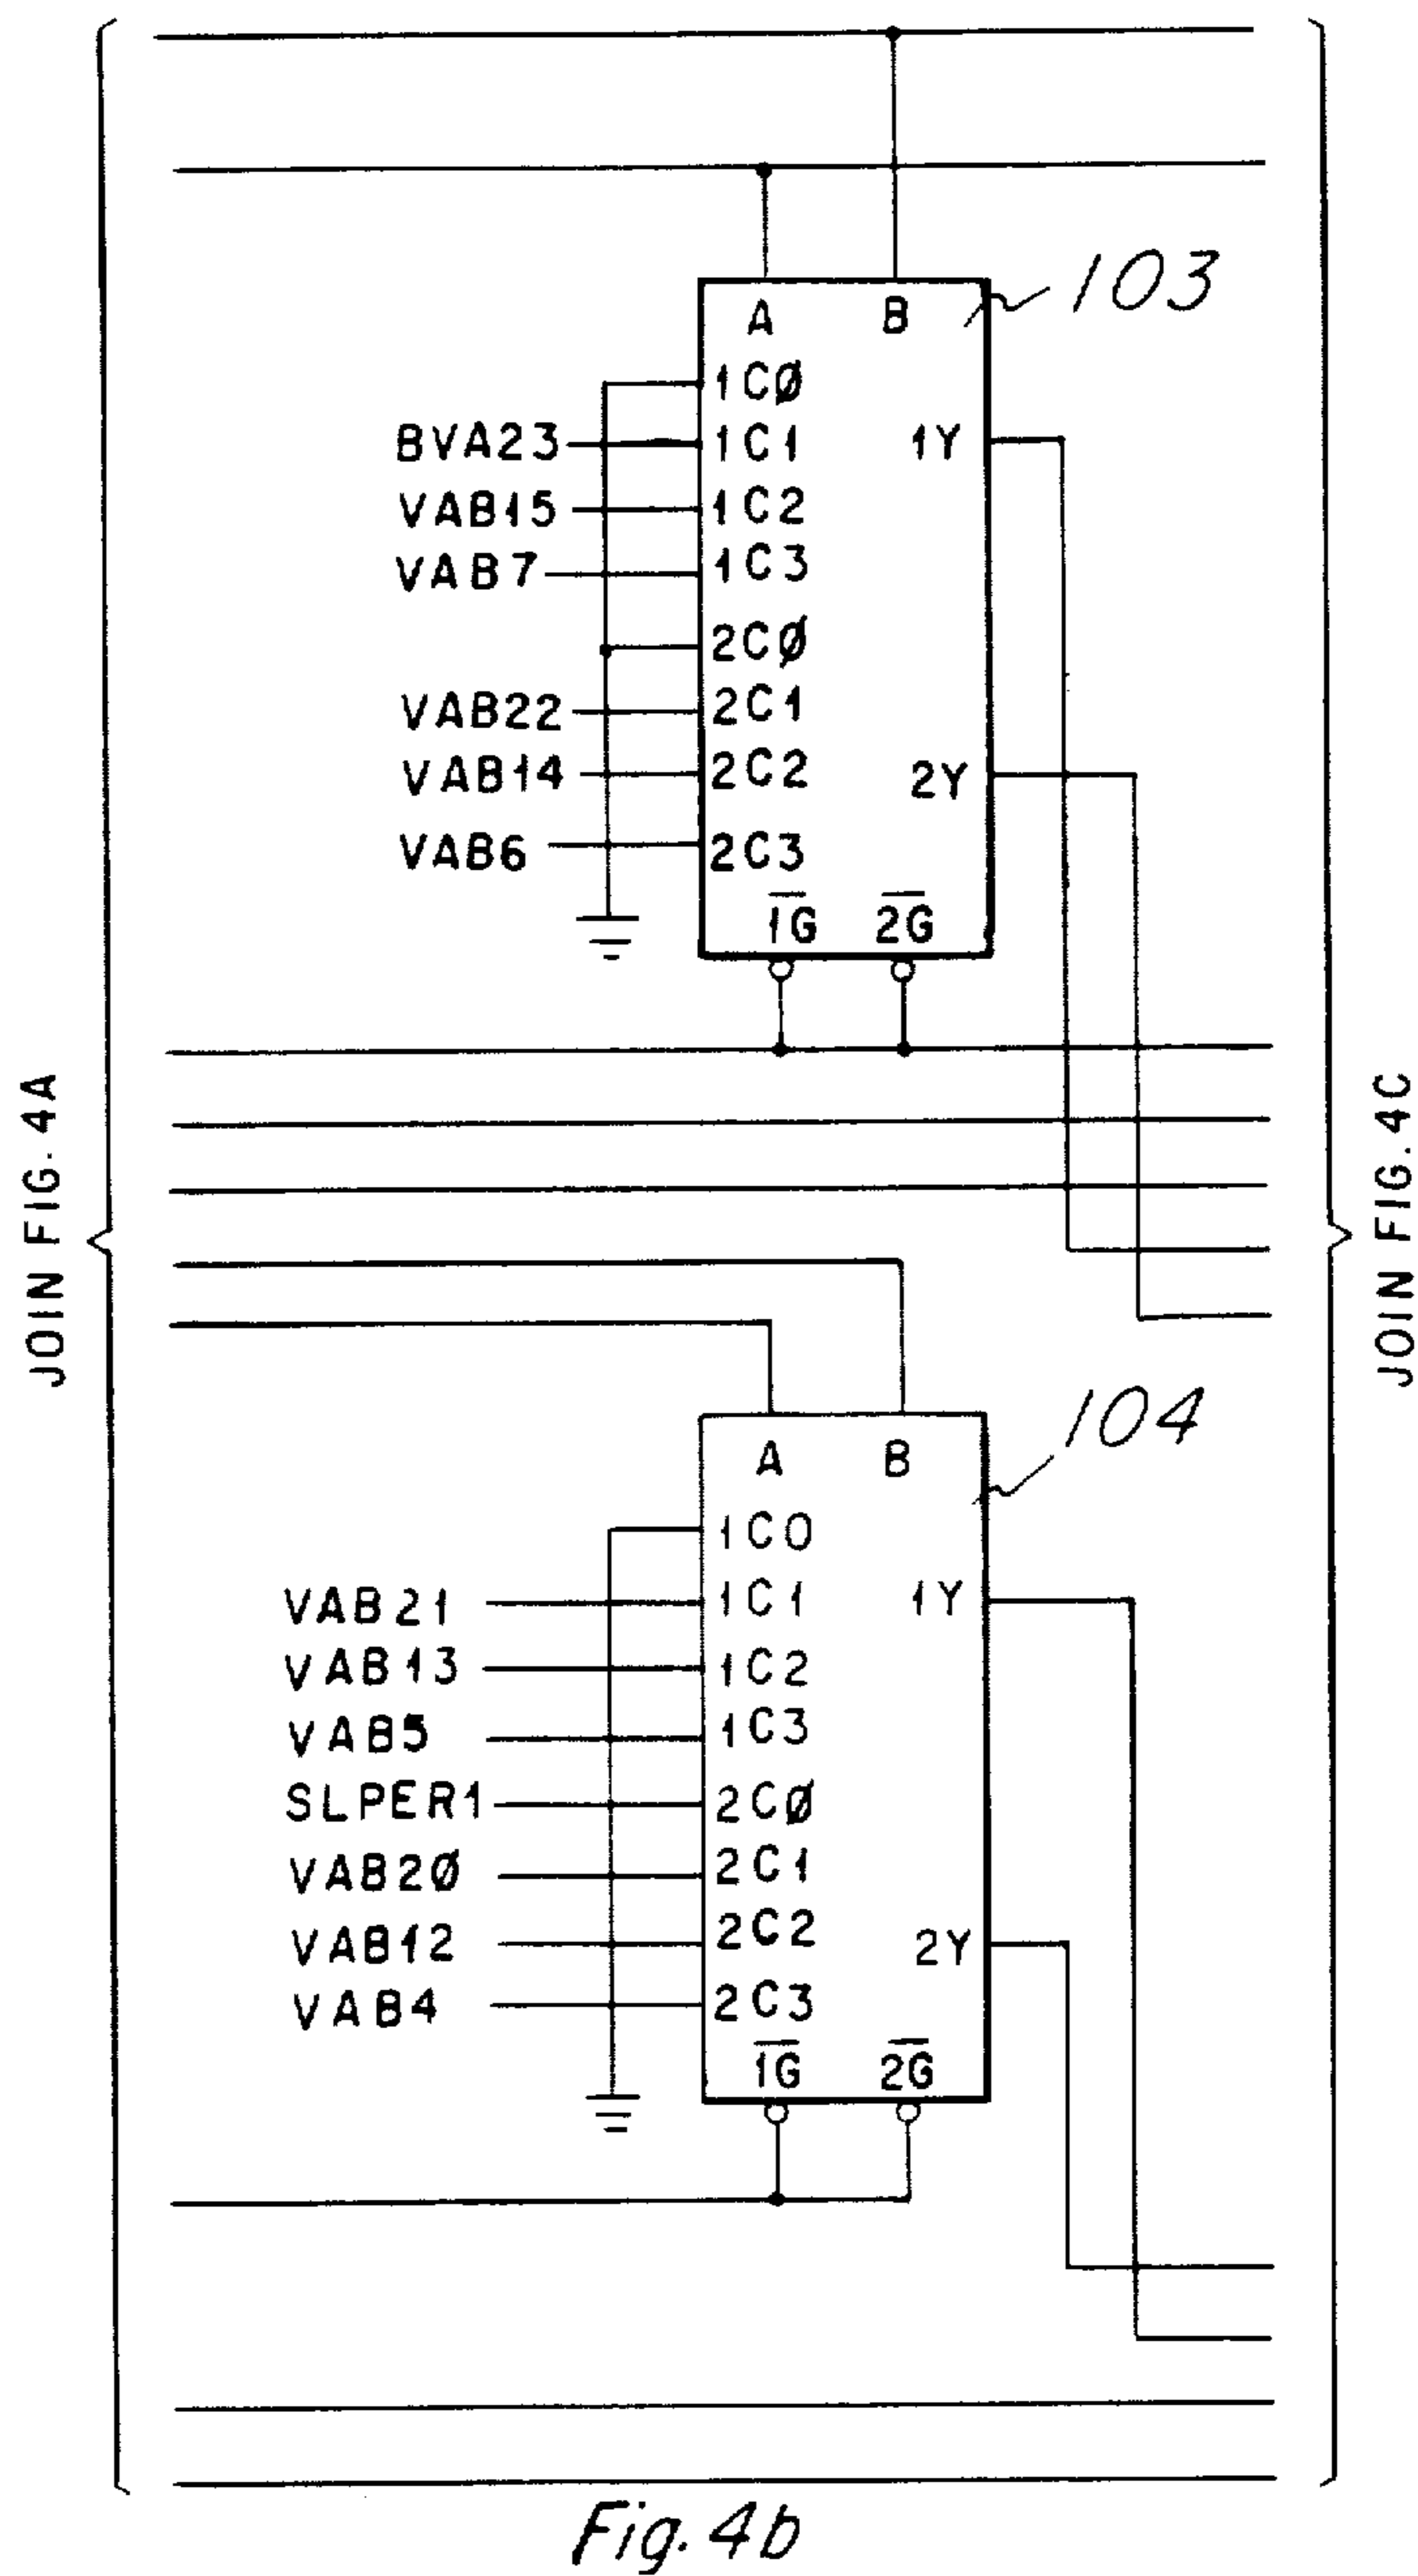 JOIN FIG. 4A
JOIN FIG. 4C
103
A B
1CØ
BVA23 1C1 1Y
VAB15 1C2
VAB7 1C3
2CØ
VAB22 2C1
VAB14 2C2 2Y
VAB6 2C3
1G 2G
104
A B
1C0
VAB21 1C1 1Y
VAB13 1C2
VAB5 1C3
SLPER1 2CØ
VAB2Ø 2C1
VAB12 2C2 2Y
VAB4 2C3
1G 2G
Fig. 4b